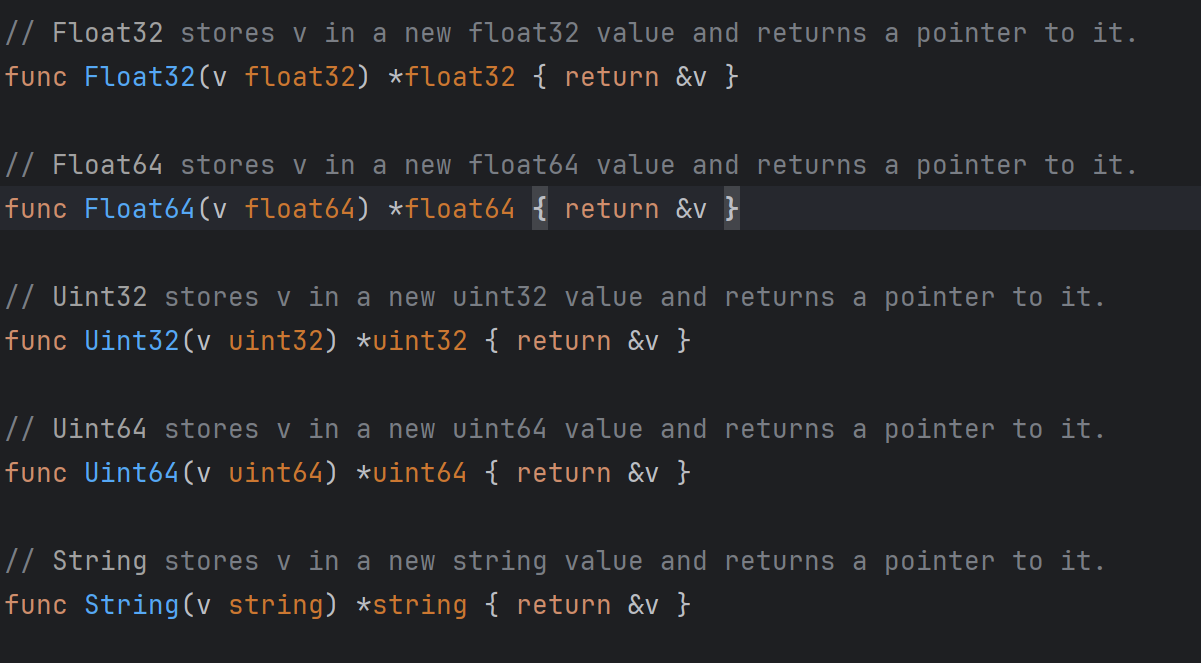 // Float32 stores v in a new float32 value and returns a pointer to it.
func Float32(v float32) *float32 { return &v }
// Float64 stores v in a new float64 value and returns a pointer to it.
func Float64(v float64) *float64 { return &v }
// Uint32 stores v in a new uint32 value and returns a pointer to it.
func Uint32(v uint32) *uint32 { return &v }
// Uint64 stores v in a new uint64 value and returns a pointer to it.
func Uint64(v uint64) *uint64 { return &v }
// String stores v in a new string value and returns a pointer to it.
func String(v string) *string { return &v }